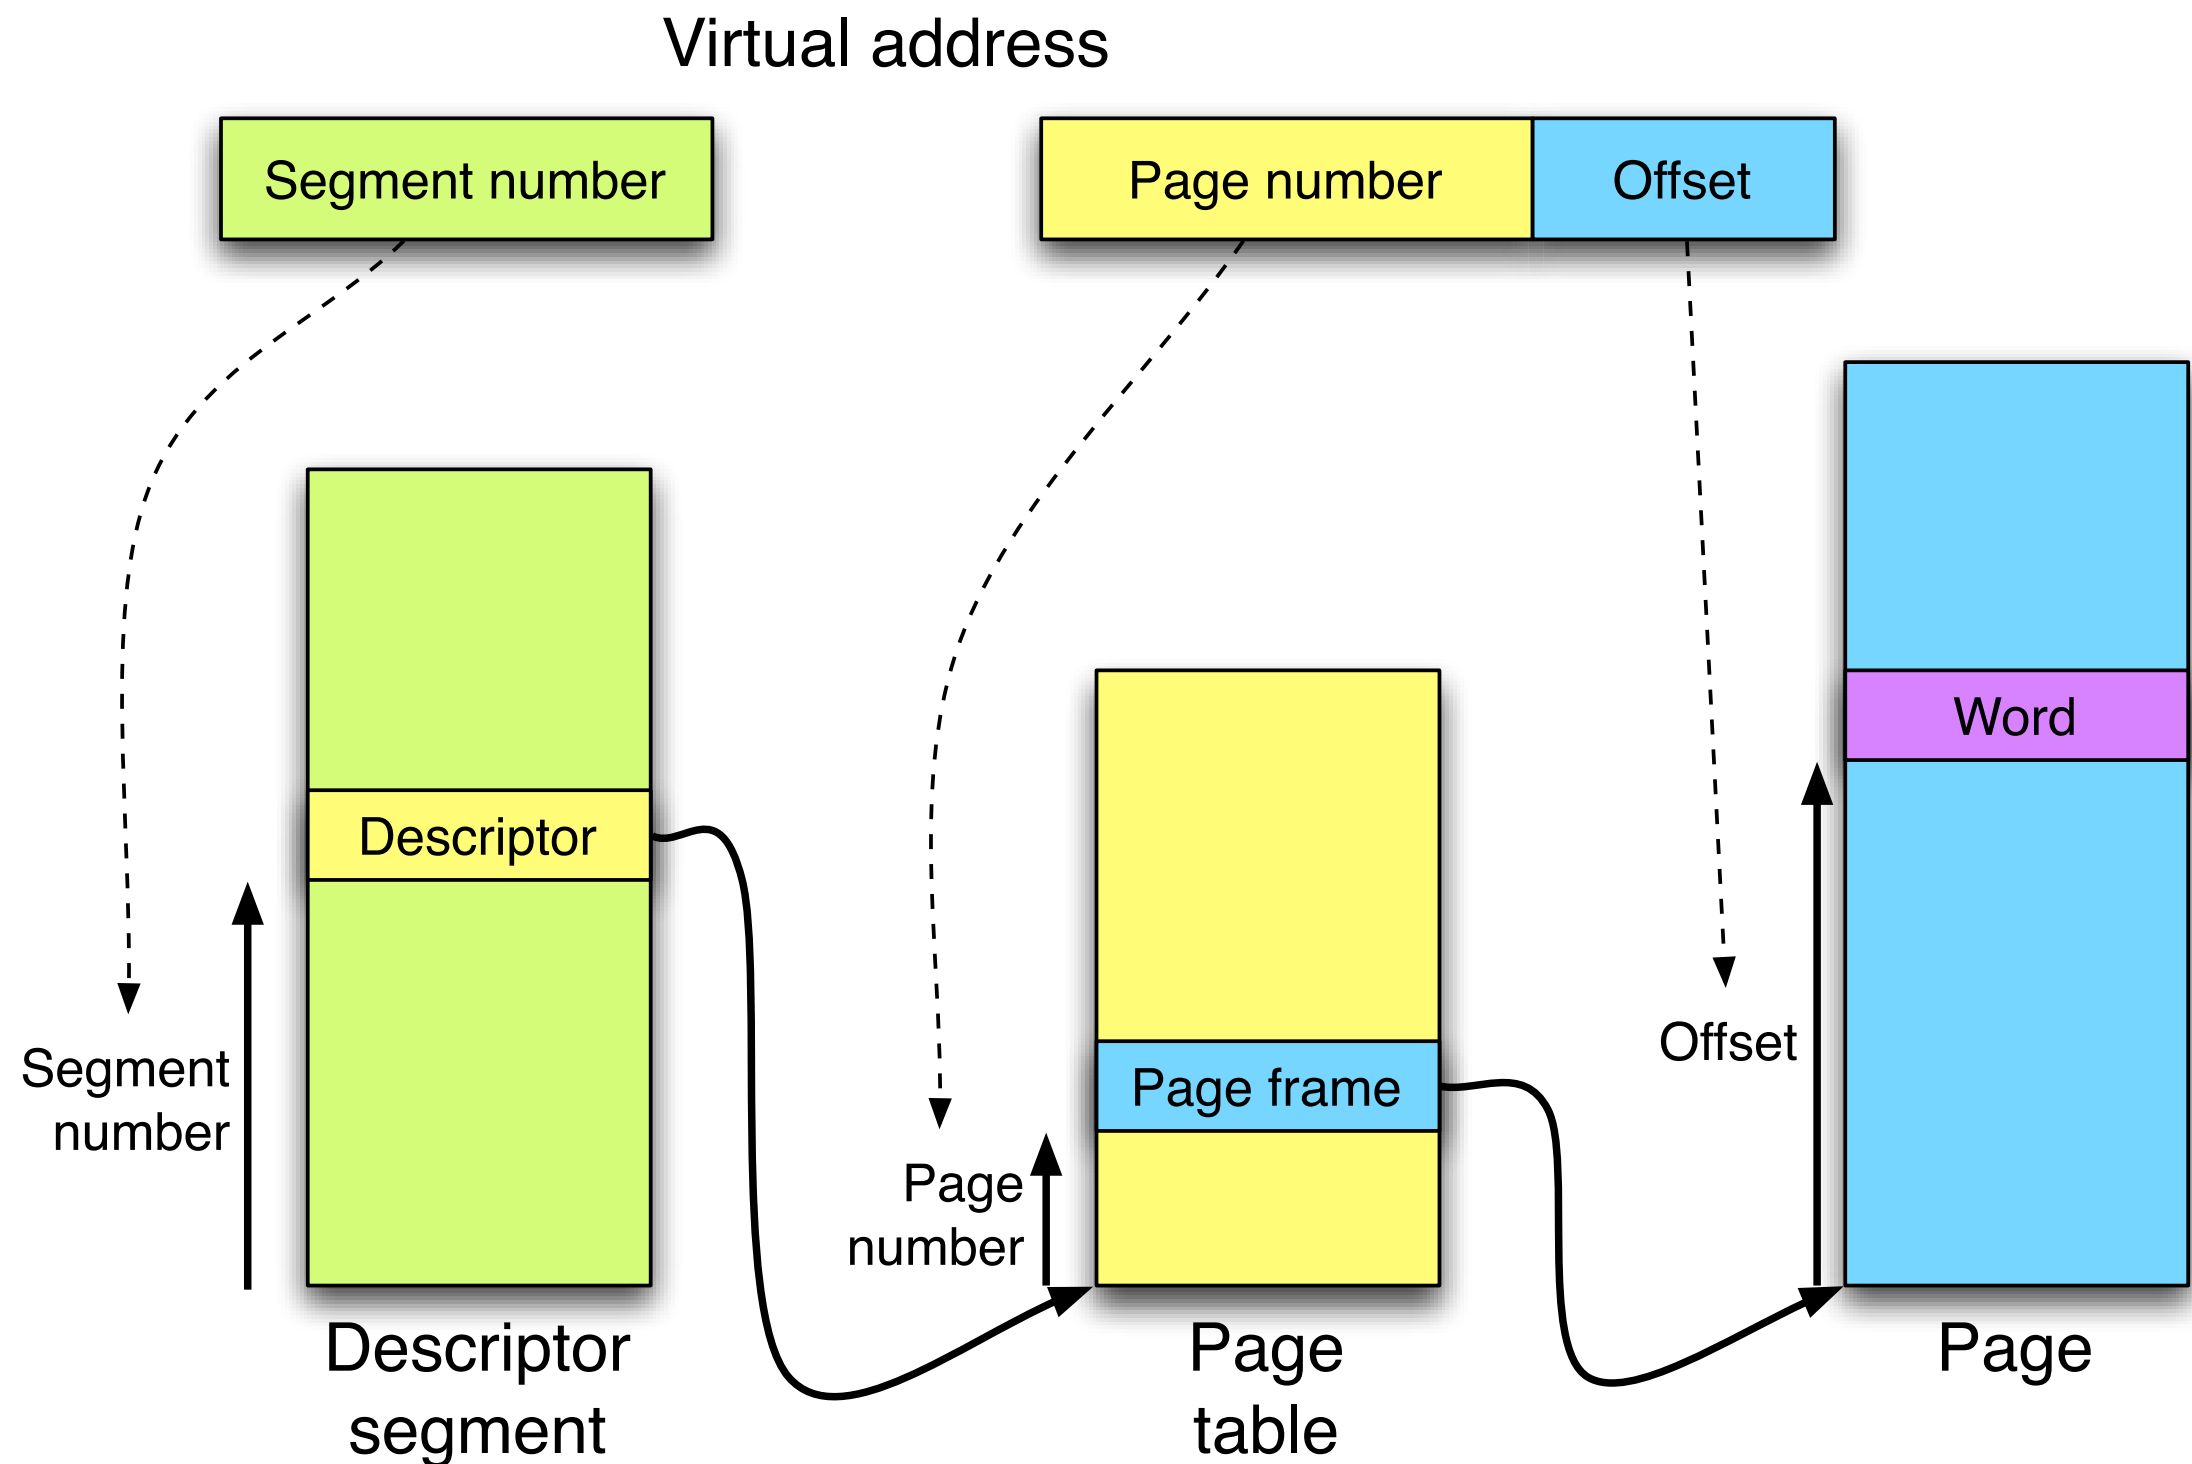 Virtual address
Segment number
Page number
Offset
Descriptor
Word
Segment
number
Page frame
Offset
Page
number
Descriptor
segment
Page
table
Page